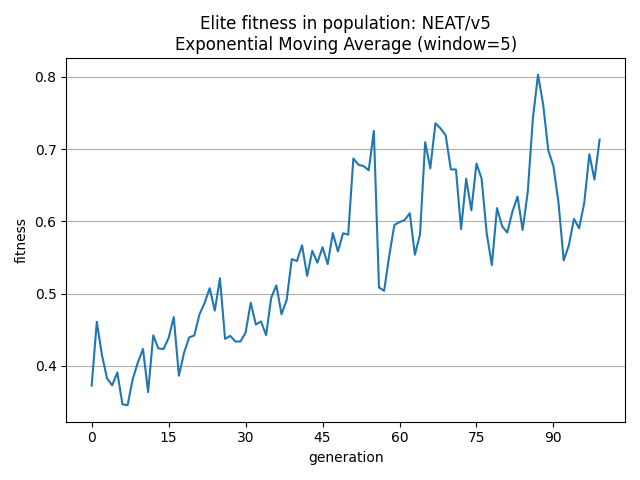 Elite fitness in population: NEAT/v5
Exponential Moving Average (window=5)
0.8
0.7
0.6
0.5
0.4
fitness
0 15 30 45 60 75 90
generation